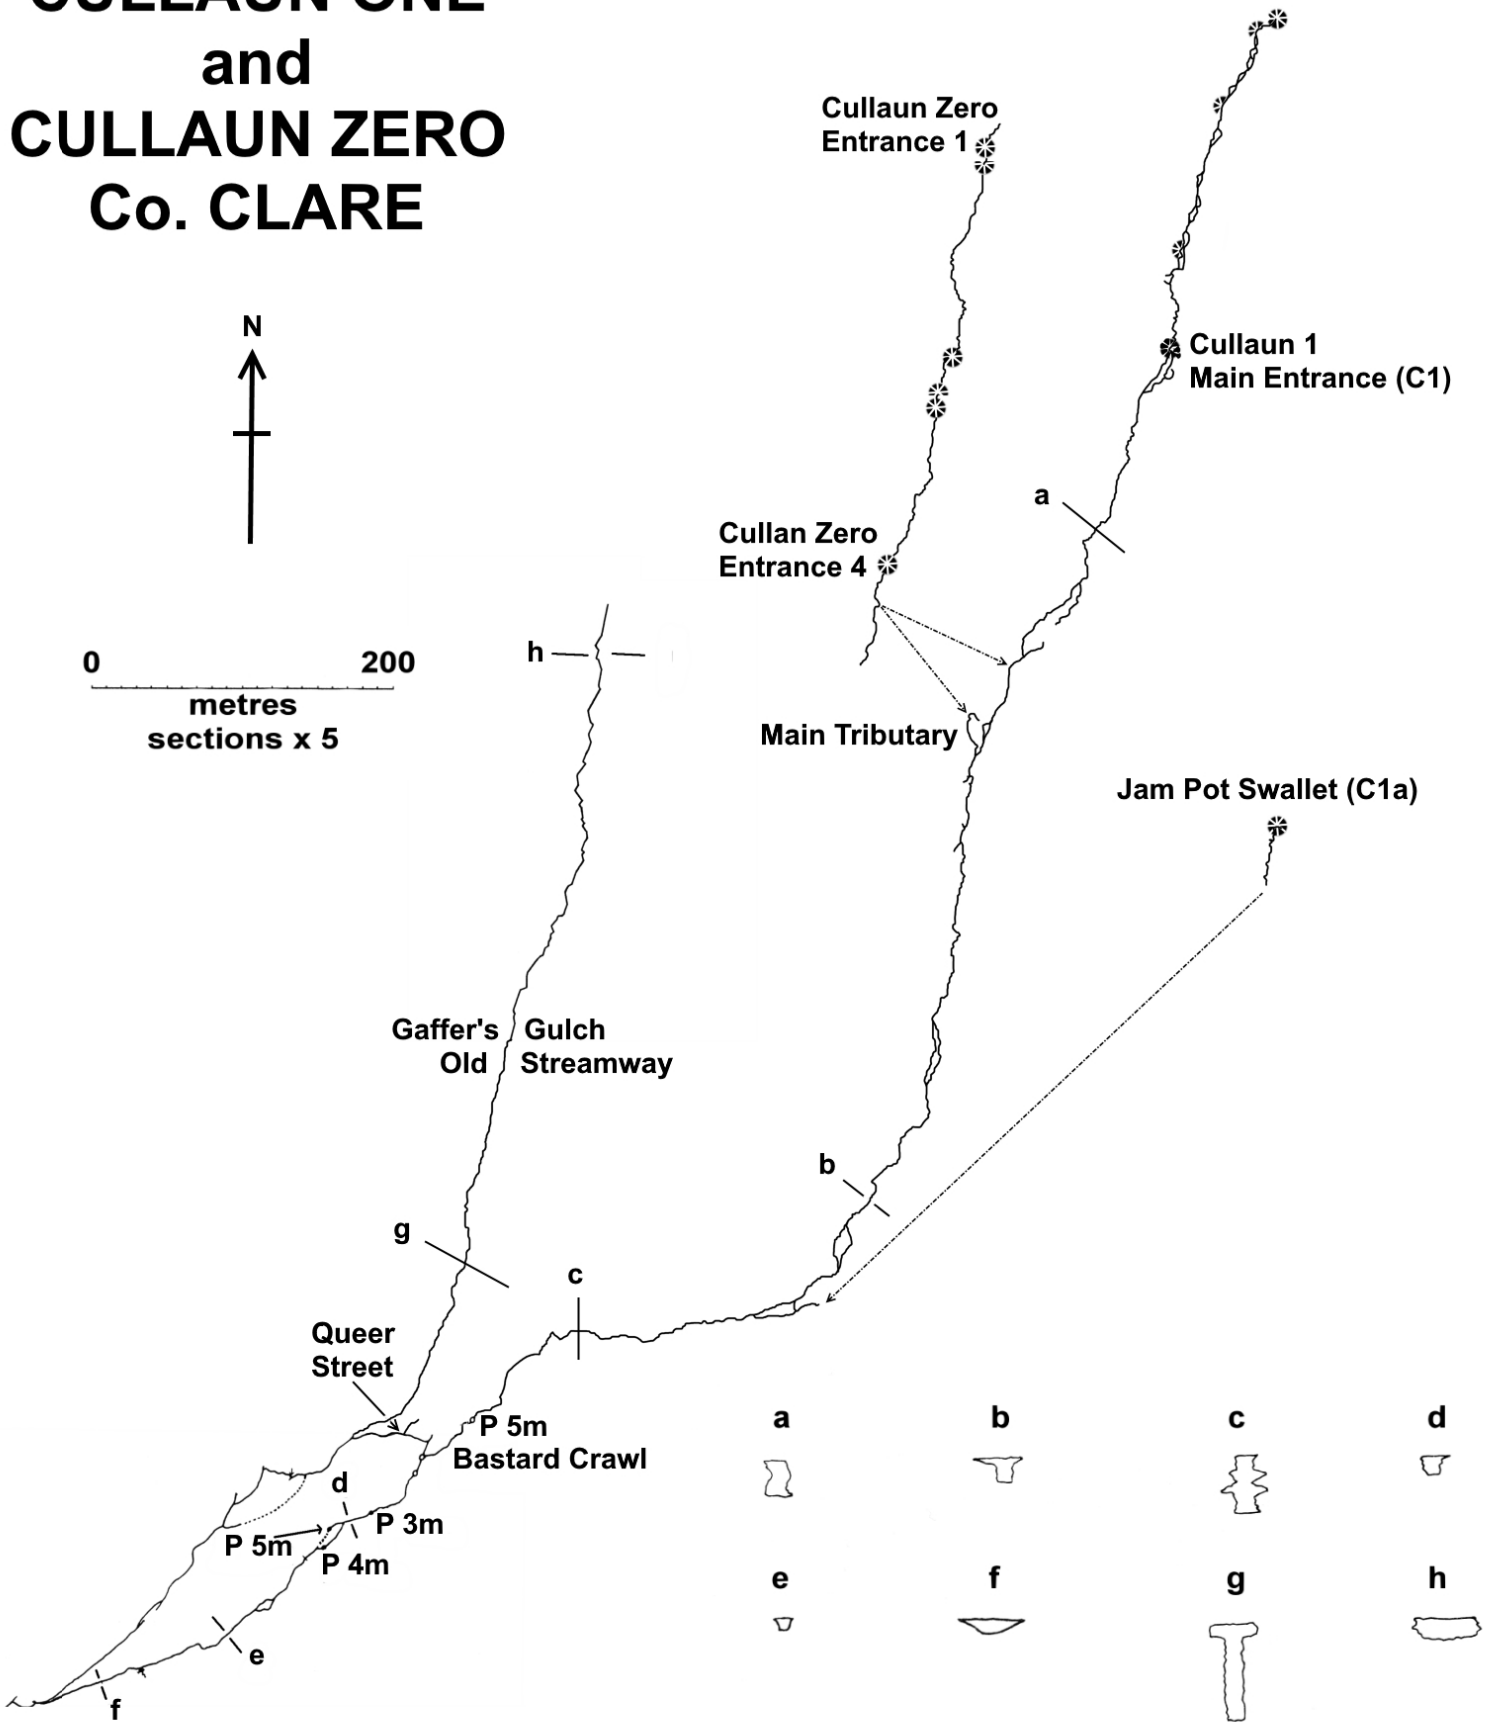 CULLAUN ONE
and
CULLAUN ZERO
Co. CLARE
N
0 200
metres
sections x 5
Cullaun Zero
Entrance 1
Cullaun 1
Main Entrance (C1)
a
Cullan Zero
Entrance 4
h
Main Tributary
Jam Pot Swallet (C1a)
Gaffer's Gulch
Old Streamway
b
g
c
Queer
Street
P 5m
Bastard Crawl
d
P 3m
P 5m
P 4m
e
f
a b c d
e f g h